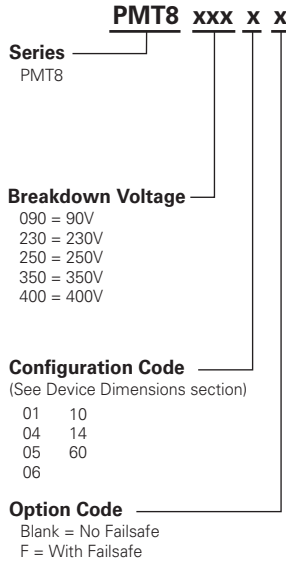 PMT8 xxx x x
Series
PMT8
Breakdown Voltage
090 = 90V
230 = 230V
250 = 250V
350 = 350V
400 = 400V
Configuration Code
(See Device Dimensions section)
01 10
04 14
05 60
06
Option Code
Blank = No Failsafe
F = With Failsafe